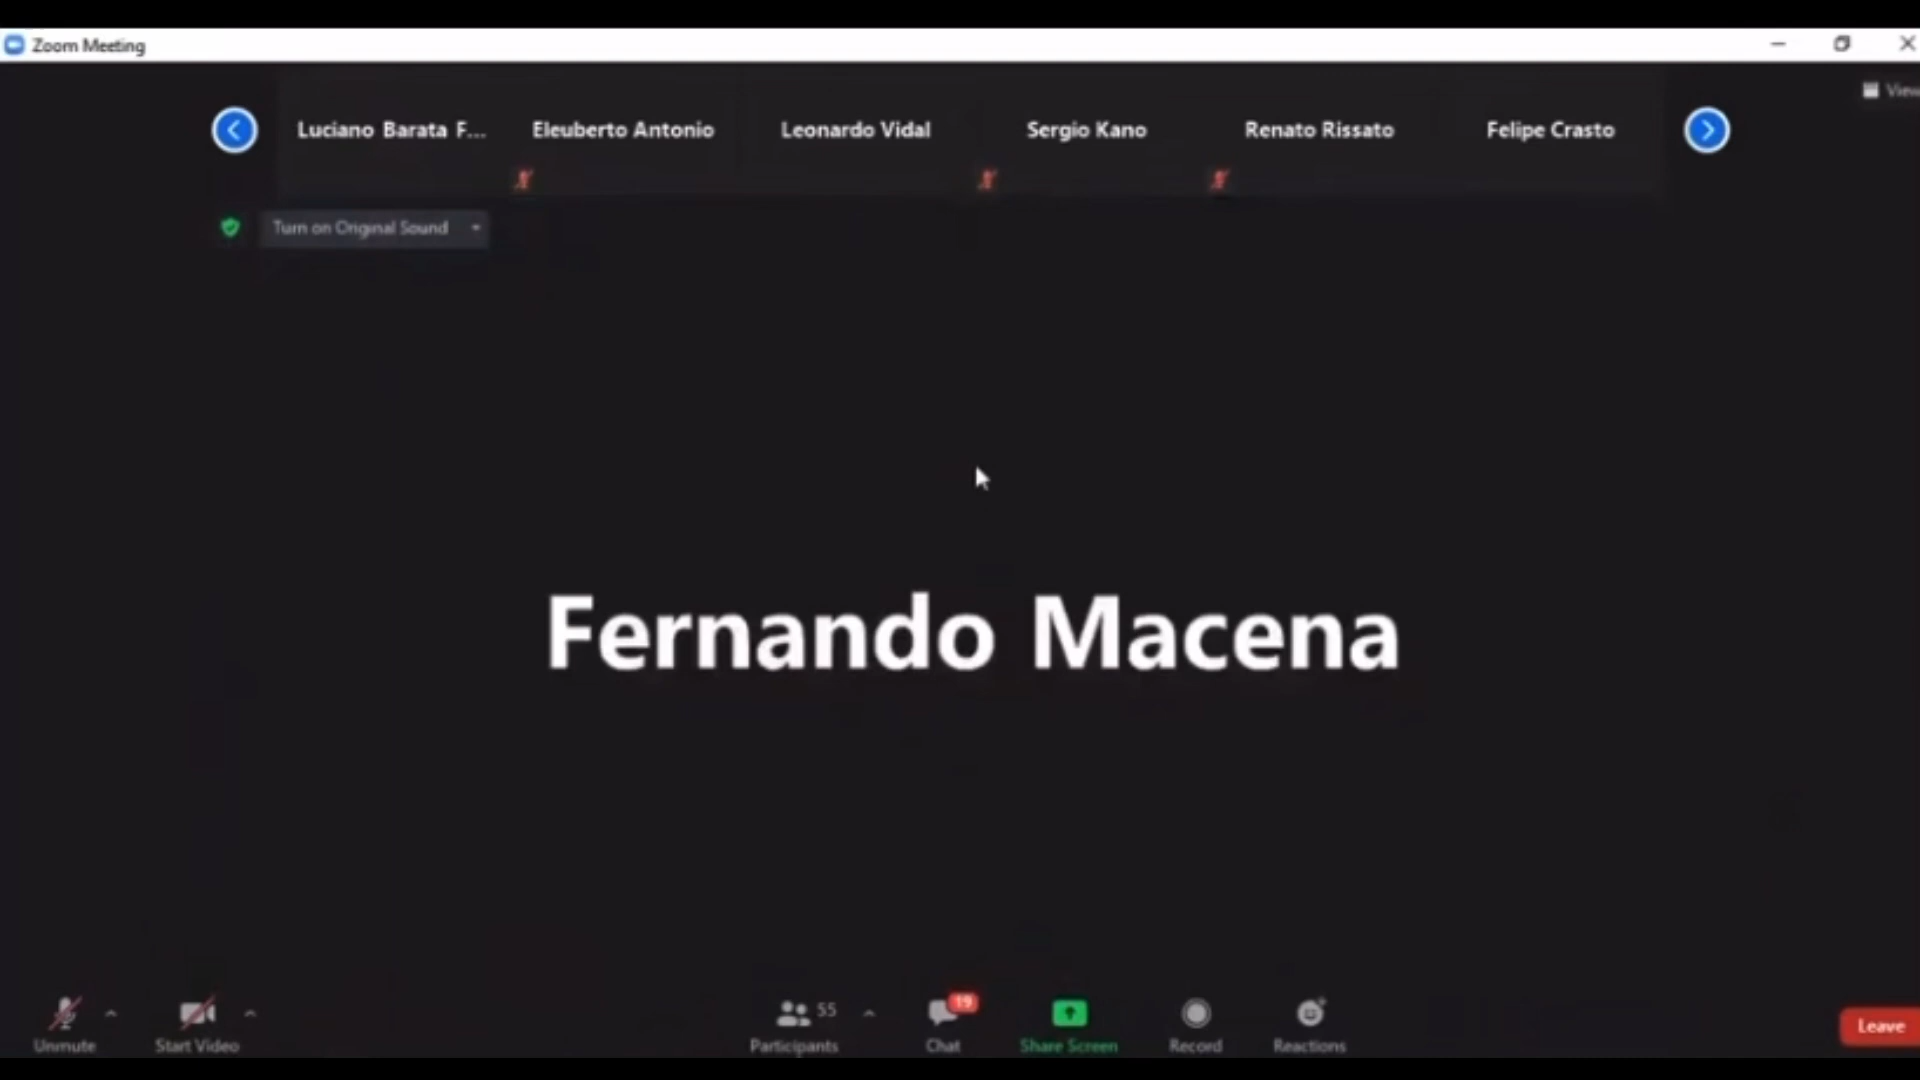 Zoom Meeting
View
Luciano Barata F... Eleuberto Antonio Leonardo Vidal Sergio Kano Renato Rissato Felipe Crasto
Turn on Original Sound
Fernando Macena
55
19
Unmute Start Video Participants Chat Share Screen Record Reactions Leave